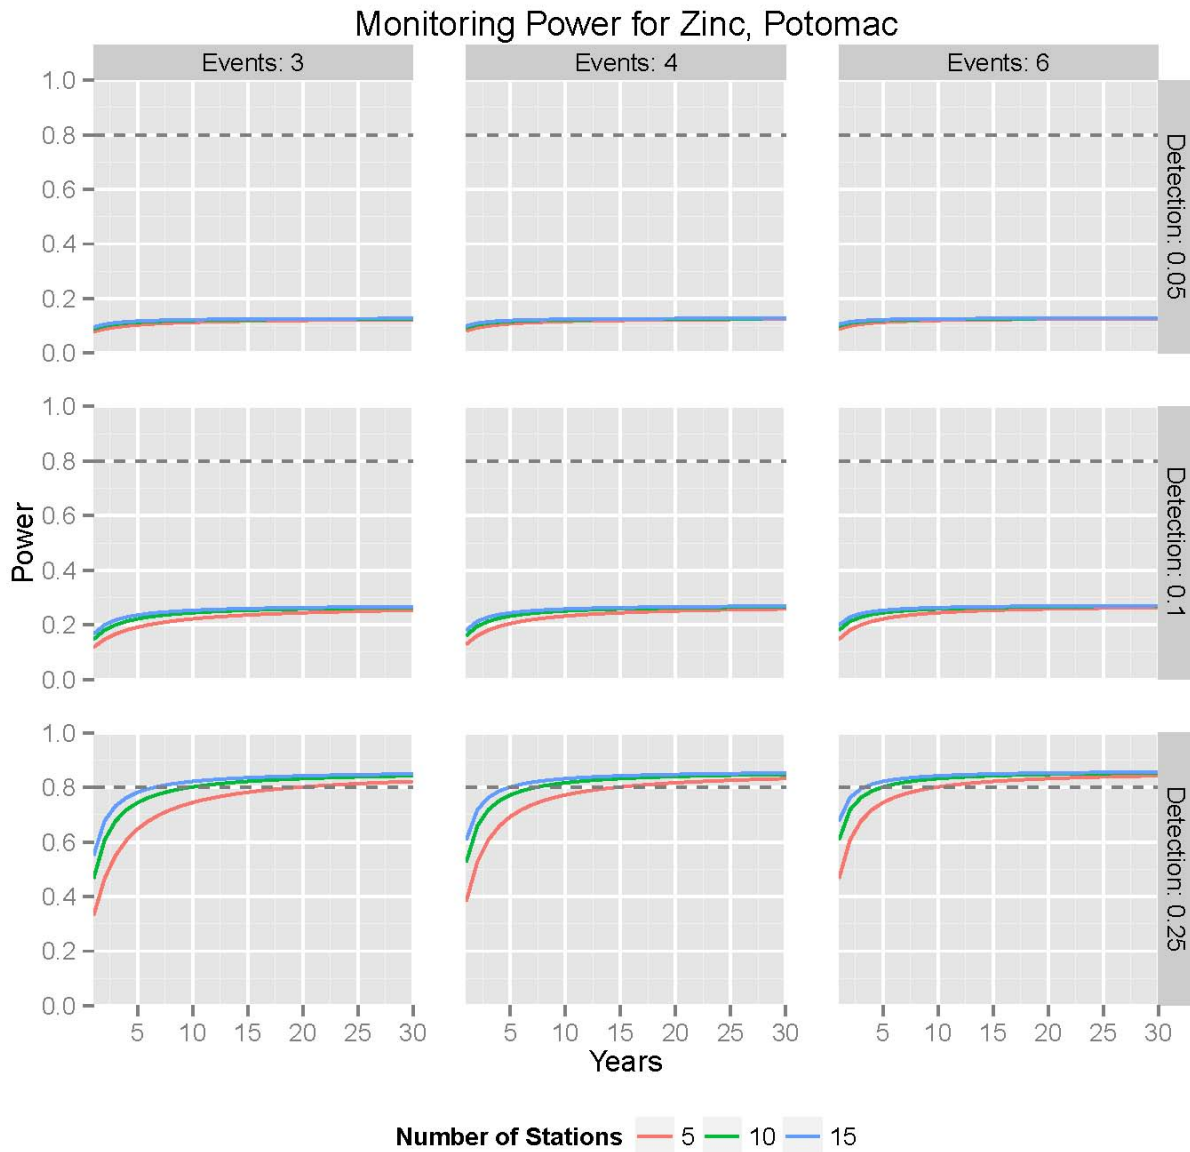 Monitoring Power for Zinc, Potomac
Events: 3
Events: 4
Events: 6
1.0
0.8
0.6
0.4
0.2
0.0
Detection: 0.05
1.0
0.8
0.6
0.4
0.2
0.0
Detection: 0.1
Power
1.0
0.8
0.6
0.4
0.2
0.0
Detection: 0.25
5 10 15 20 25 30
5 10 15 20 25 30
5 10 15 20 25 30
Years
Number of Stations 5 10 15